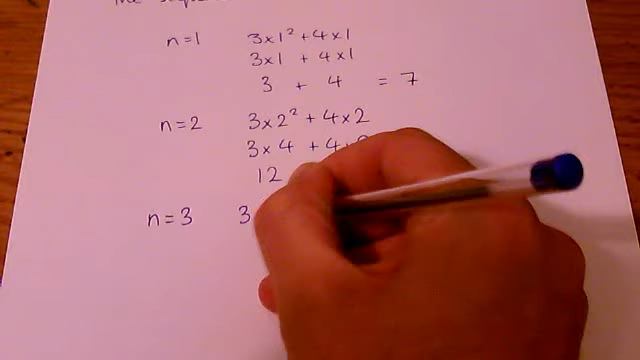 The
n=1 3×1² + 4×1
3×1 + 4×1
3 + 4 = 7
n=2 3×2² + 4×2
3×4 + 4×
12
n=3 3